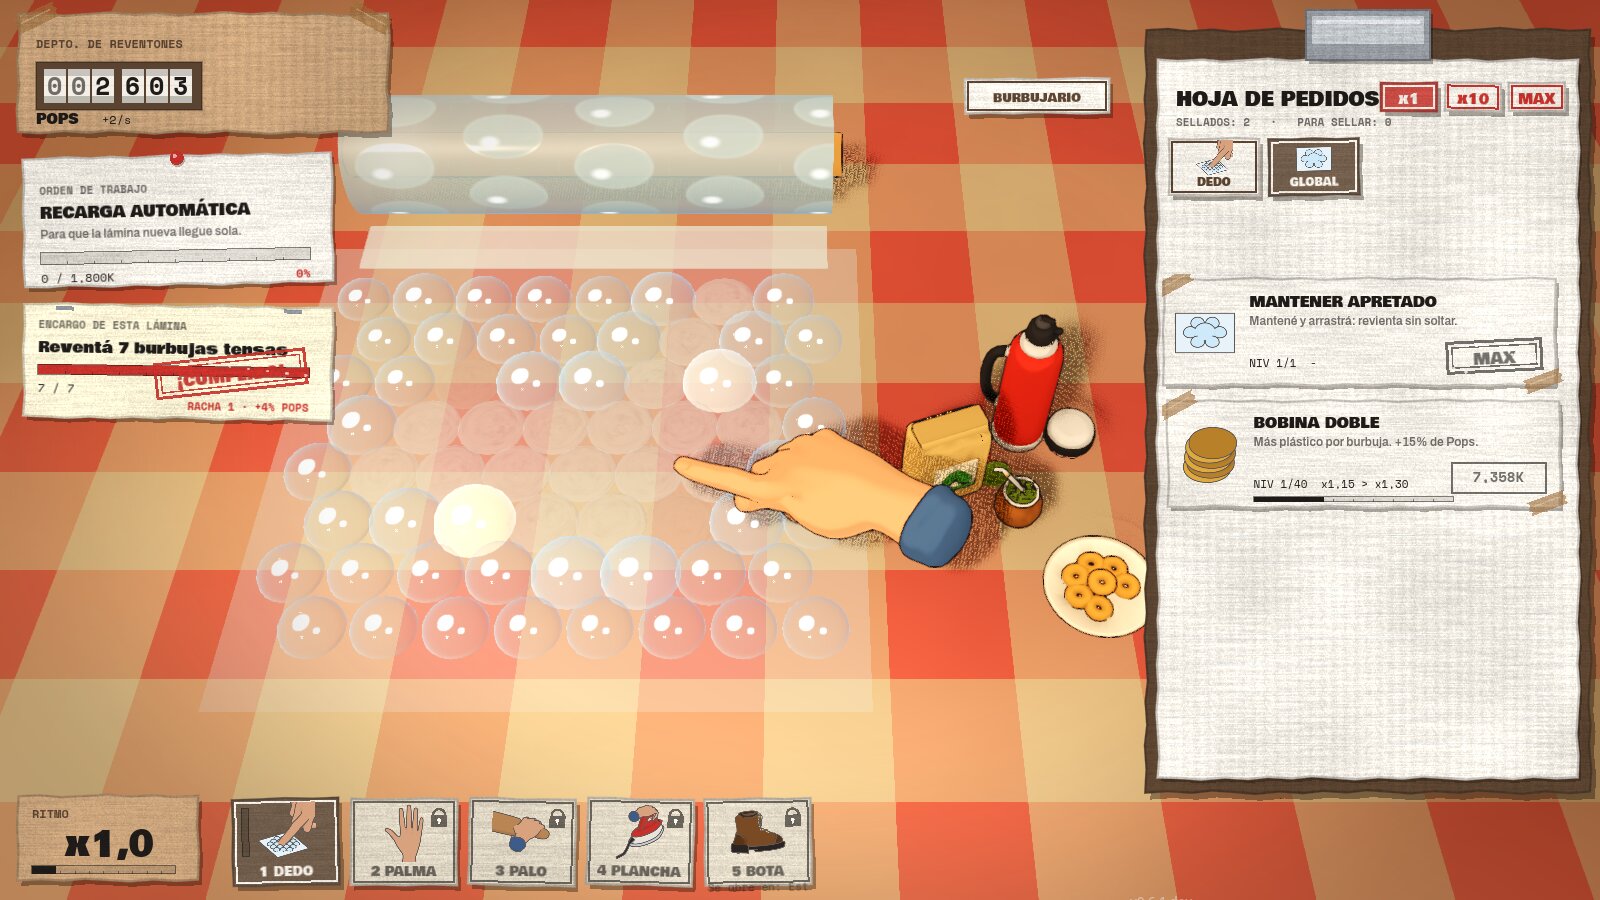 DEPTO. DE REVENTONES
002603
POPS +2/s
ORDEN DE TRABAJO
RECARGA AUTOMÁTICA
Para que la lámina nueva llegue sola.
0 / 1.800K 0%
ENCARGO DE ESTA LÁMINA
Reventá 7 burbujas tensas
7 / 7
RACHA 1 · +4% POPS
BURBUJARIO
HOJA DE PEDIDOS x1 x10 MAX
SELLADOS: 2 · PARA SELLAR: 0
DEDO GLOBAL
MANTENER APRETADO
Mantené y arrastrá: revienta sin soltar.
NIV 1/1 - MAX
BOBINA DOBLE
Más plástico por burbuja. +15% de Pops.
NIV 1/40 x1,15 > x1,30 7,358K
RITMO
x1,0
1 DEDO
2 PALMA
3 PALO
4 PLANCHA
5 BOTA